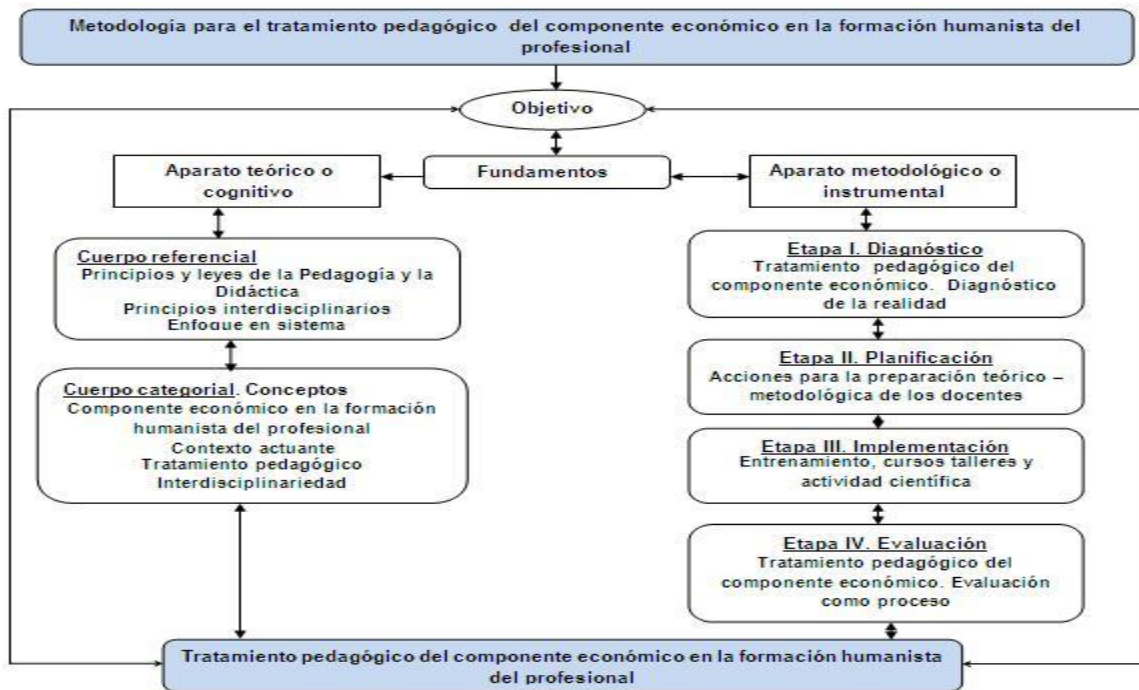 Metodología para el tratamiento pedagógico del componente económico en la formación humanista del
profesional
Objetivo
Fundamentos
Aparato teórico o
cognitivo
Cuerpo referencial
Principios y leyes de la Pedagogía y la
Didáctica
Principios interdisciplinarios
Enfoque en sistema
Cuerpo categorial. Conceptos
Componente económico en la formación
humanista del profesional
Contexto actuante
Tratamiento pedagógico
Interdisciplinariedad
Aparato metodológico o
instrumental
Etapa I. Diagnóstico
Tratamiento pedagógico del
componente económico. Diagnóstico
de la realidad
Etapa II. Planificación
Acciones para la preparación teórico –
metodológica de los docentes
Etapa III. Implementación
Entrenamiento, cursos talleres y
actividad científica
Etapa IV. Evaluación
Tratamiento pedagógico del
componente económico. Evaluación
como proceso
Tratamiento pedagógico del componente económico en la formación humanista
del profesional